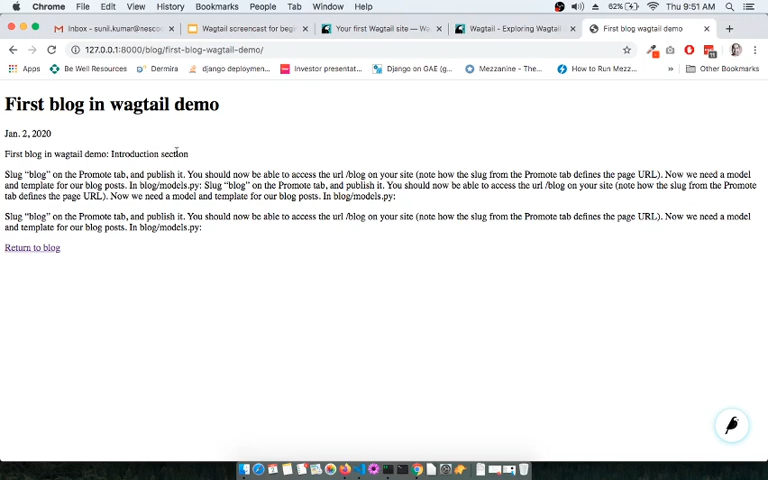 Chrome File Edit View History Bookmarks People Tab Window Help 62% Thu 9:51 AM
Inbox - sunil.kumar@nesco Wagtail screencast for begi Your first Wagtail site — Wa Wagtail - Exploring Wagtail First blog wagtail demo
127.0.0.1:8000/blog/first-blog-wagtail-demo/
Apps Be Well Resources Dermira django deploymen... Investor presentat... Django on GAE (g... Mezzanine - The... How to Run Mezz... » Other Bookmarks
First blog in wagtail demo
Jan. 2, 2020
First blog in wagtail demo: Introduction section
Slug “blog” on the Promote tab, and publish it. You should now be able to access the url /blog on your site (note how the slug from the Promote tab defines the page URL). Now we need a model
and template for our blog posts. In blog/models.py: Slug “blog” on the Promote tab, and publish it. You should now be able to access the url /blog on your site (note how the slug from the Promote
tab defines the page URL). Now we need a model and template for our blog posts. In blog/models.py:
Slug “blog” on the Promote tab, and publish it. You should now be able to access the url /blog on your site (note how the slug from the Promote tab defines the page URL). Now we need a model
and template for our blog posts. In blog/models.py:
Return to blog